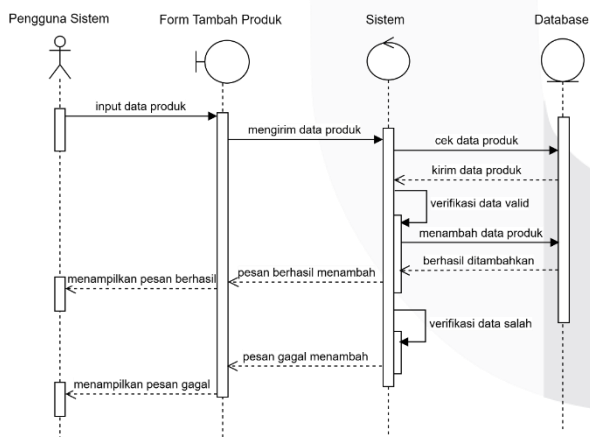 Pengguna Sistem
Form Tambah Produk
Sistem
Database
input data produk
mengirim data produk
cek data produk
kirim data produk
verifikasi data valid
menambah data produk
berhasil ditambahkan
pesan berhasil menambah
menampilkan pesan berhasil
verifikasi data salah
pesan gagal menambah
menampilkan pesan gagal